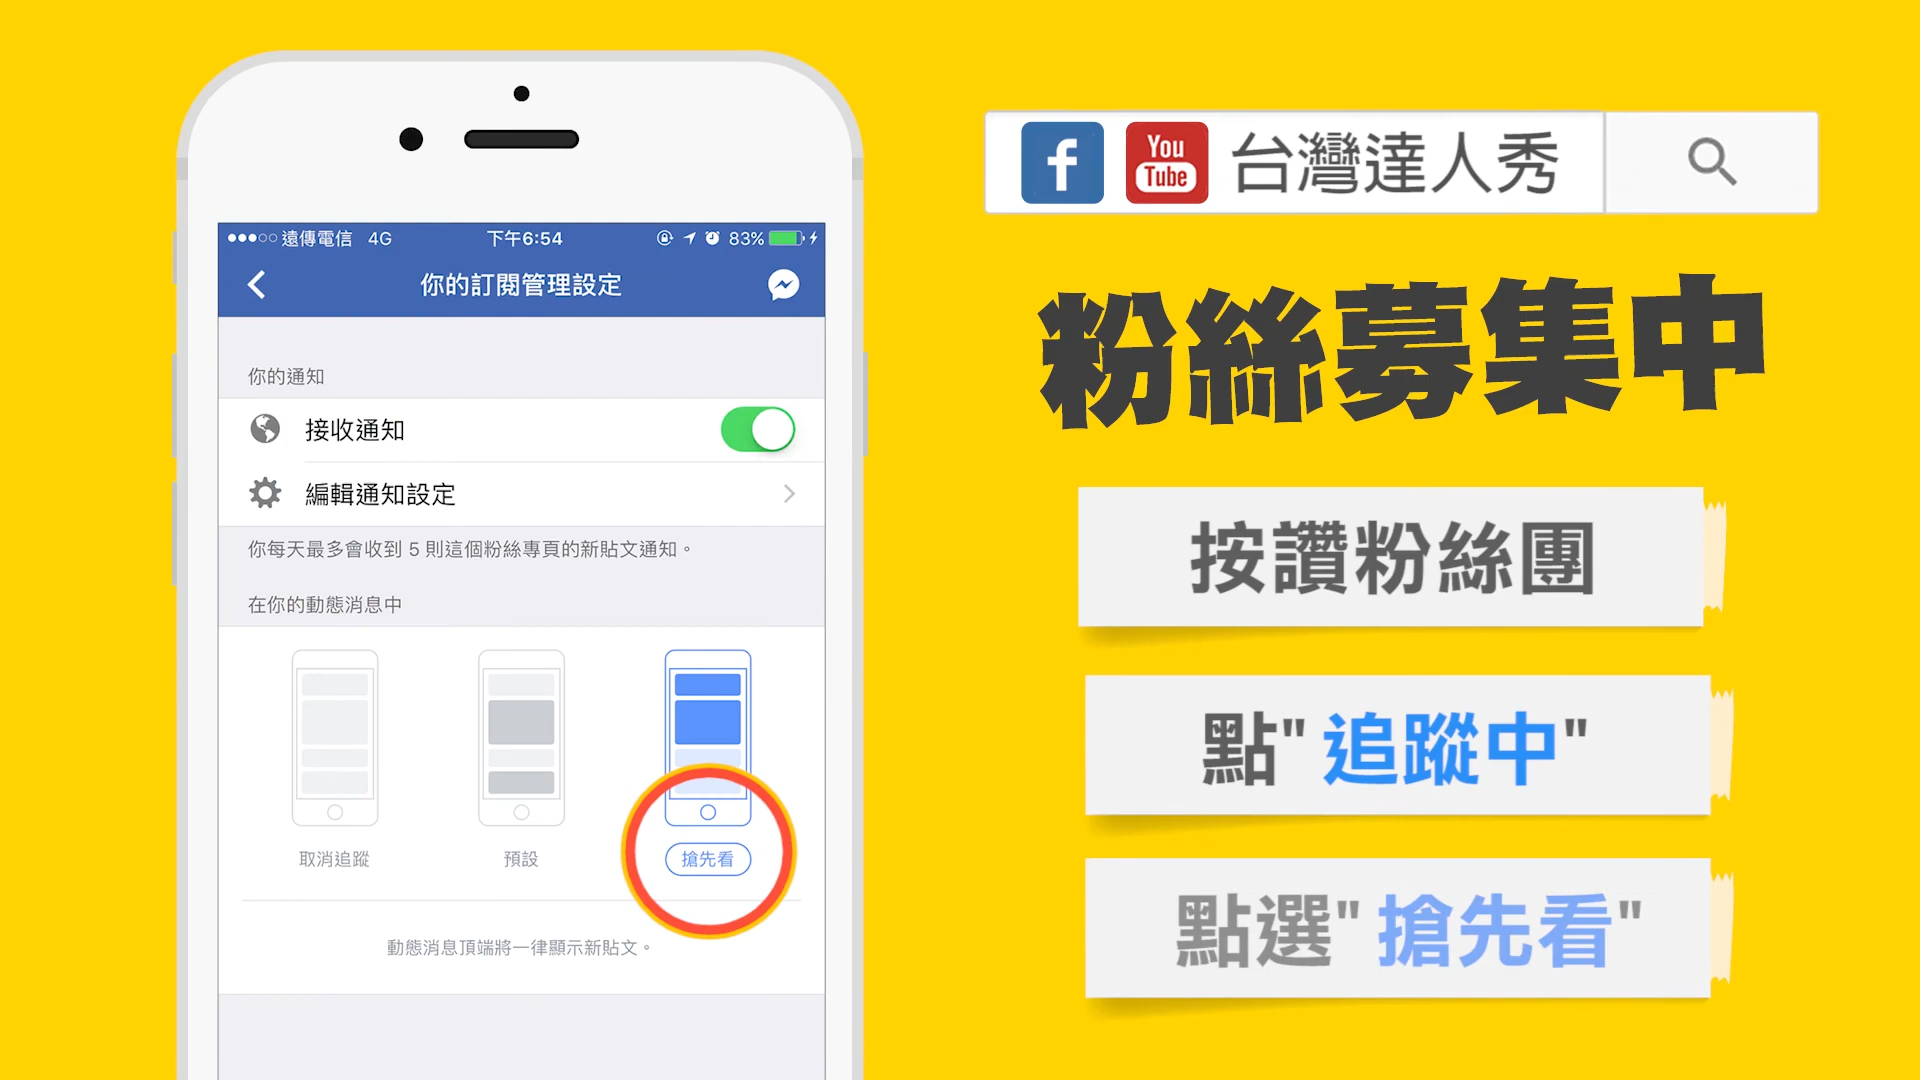 遠傳電信 4G 下午6:54 83%
你的訂閱管理設定
你的通知
接收通知
編輯通知設定
你每天最多會收到 5 則這個粉絲專頁的新貼文通知。
在你的動態消息中
取消追蹤 預設 搶先看
動態消息頂端將一律顯示新貼文。
f You Tube 台灣達人秀
粉絲募集中
按讚粉絲團
點"追蹤中"
點選"搶先看"